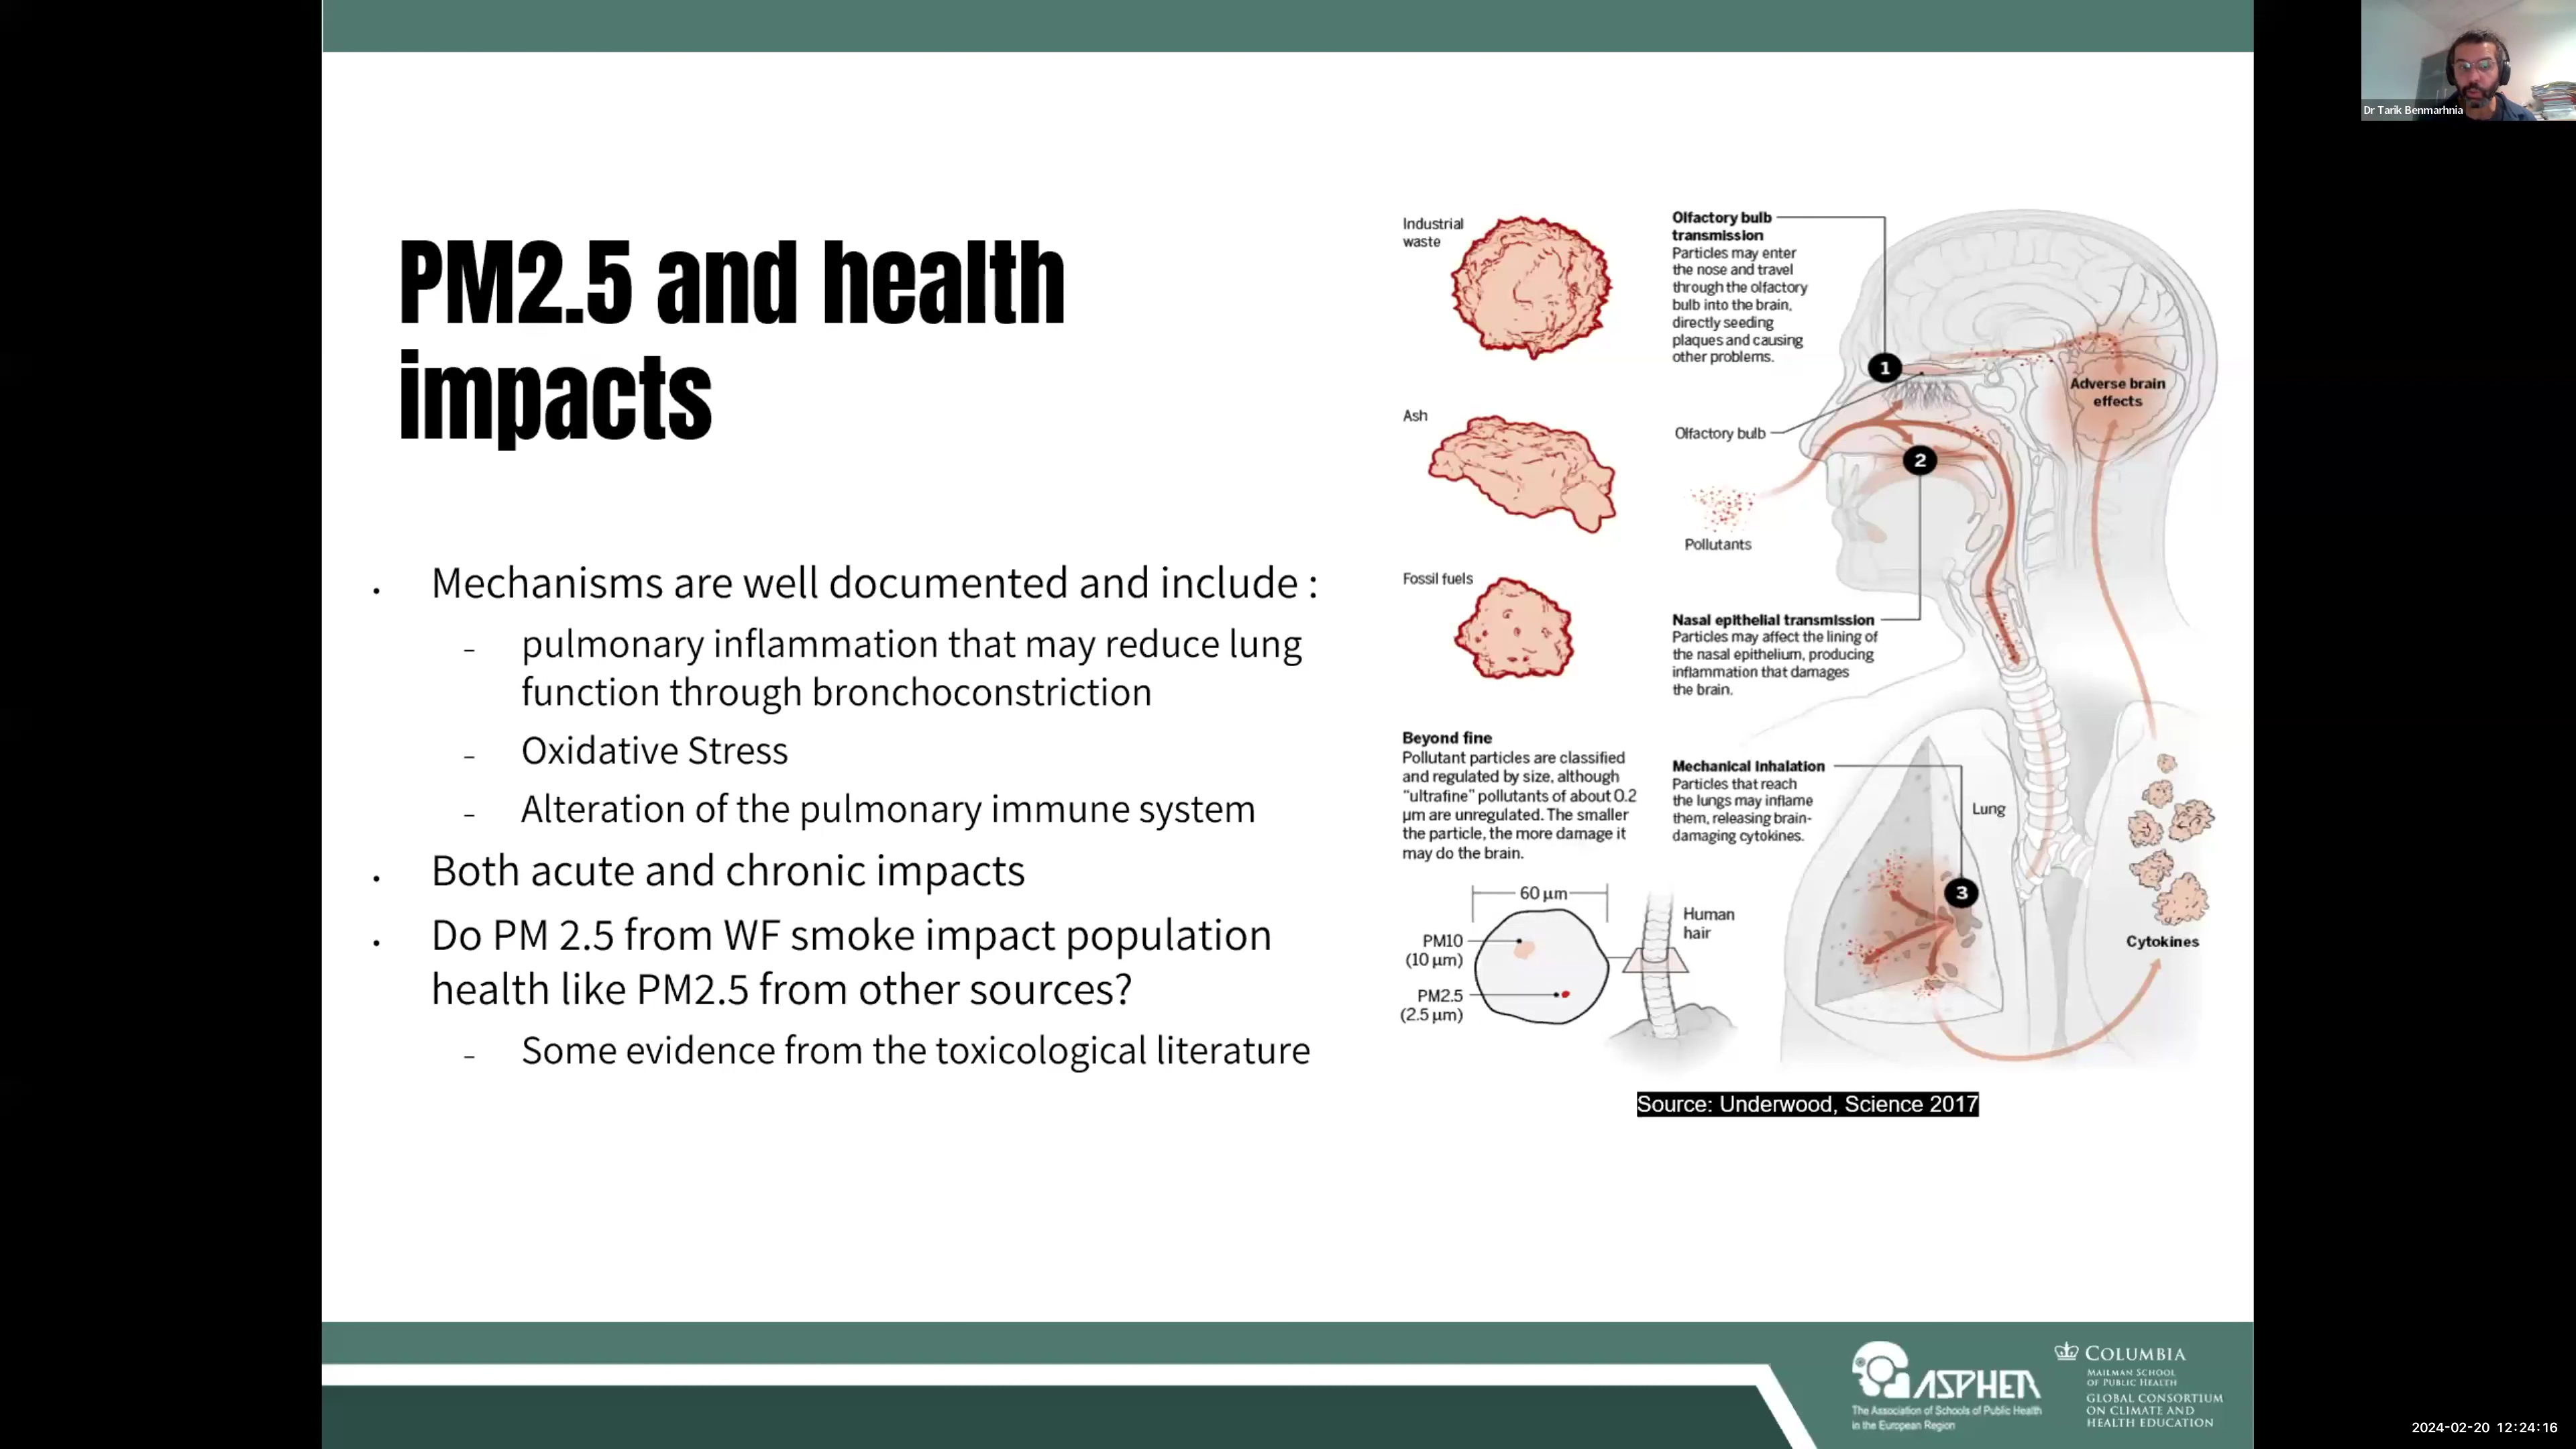 Dr Tarik Benmarhnia
PM2.5 and health
impacts
• Mechanisms are well documented and include :
– pulmonary inflammation that may reduce lung
function through bronchoconstriction
– Oxidative Stress
– Alteration of the pulmonary immune system
• Both acute and chronic impacts
• Do PM 2.5 from WF smoke impact population
health like PM2.5 from other sources?
– Some evidence from the toxicological literature
Industrial
waste
Ash
Fossil fuels
Beyond fine
Pollutant particles are classified
and regulated by size, although
“ultrafine” pollutants of about 0.2
µm are unregulated. The smaller
the particle, the more damage it
may do the brain.
60 µm
PM10
(10 µm)
PM2.5
(2.5 µm)
Human
hair
Olfactory bulb
transmission
Particles may enter
the nose and travel
through the olfactory
bulb into the brain,
directly seeding
plaques and causing
other problems.
1
Adverse brain
effects
Olfactory bulb
2
Pollutants
Nasal epithelial transmission
Particles may affect the lining of
the nasal epithelium, producing
inflammation that damages
the brain.
Mechanical Inhalation
Particles that reach
the lungs may inflame
them, releasing brain-
damaging cytokines.
Lung
3
Cytokines
Source: Underwood, Science 2017
ASPHER
The Association of Schools of Public Health
in the European Region
COLUMBIA
MAILMAN SCHOOL
OF PUBLIC HEALTH
GLOBAL CONSORTIUM
ON CLIMATE AND
HEALTH EDUCATION
2024-02-20 12:24:16